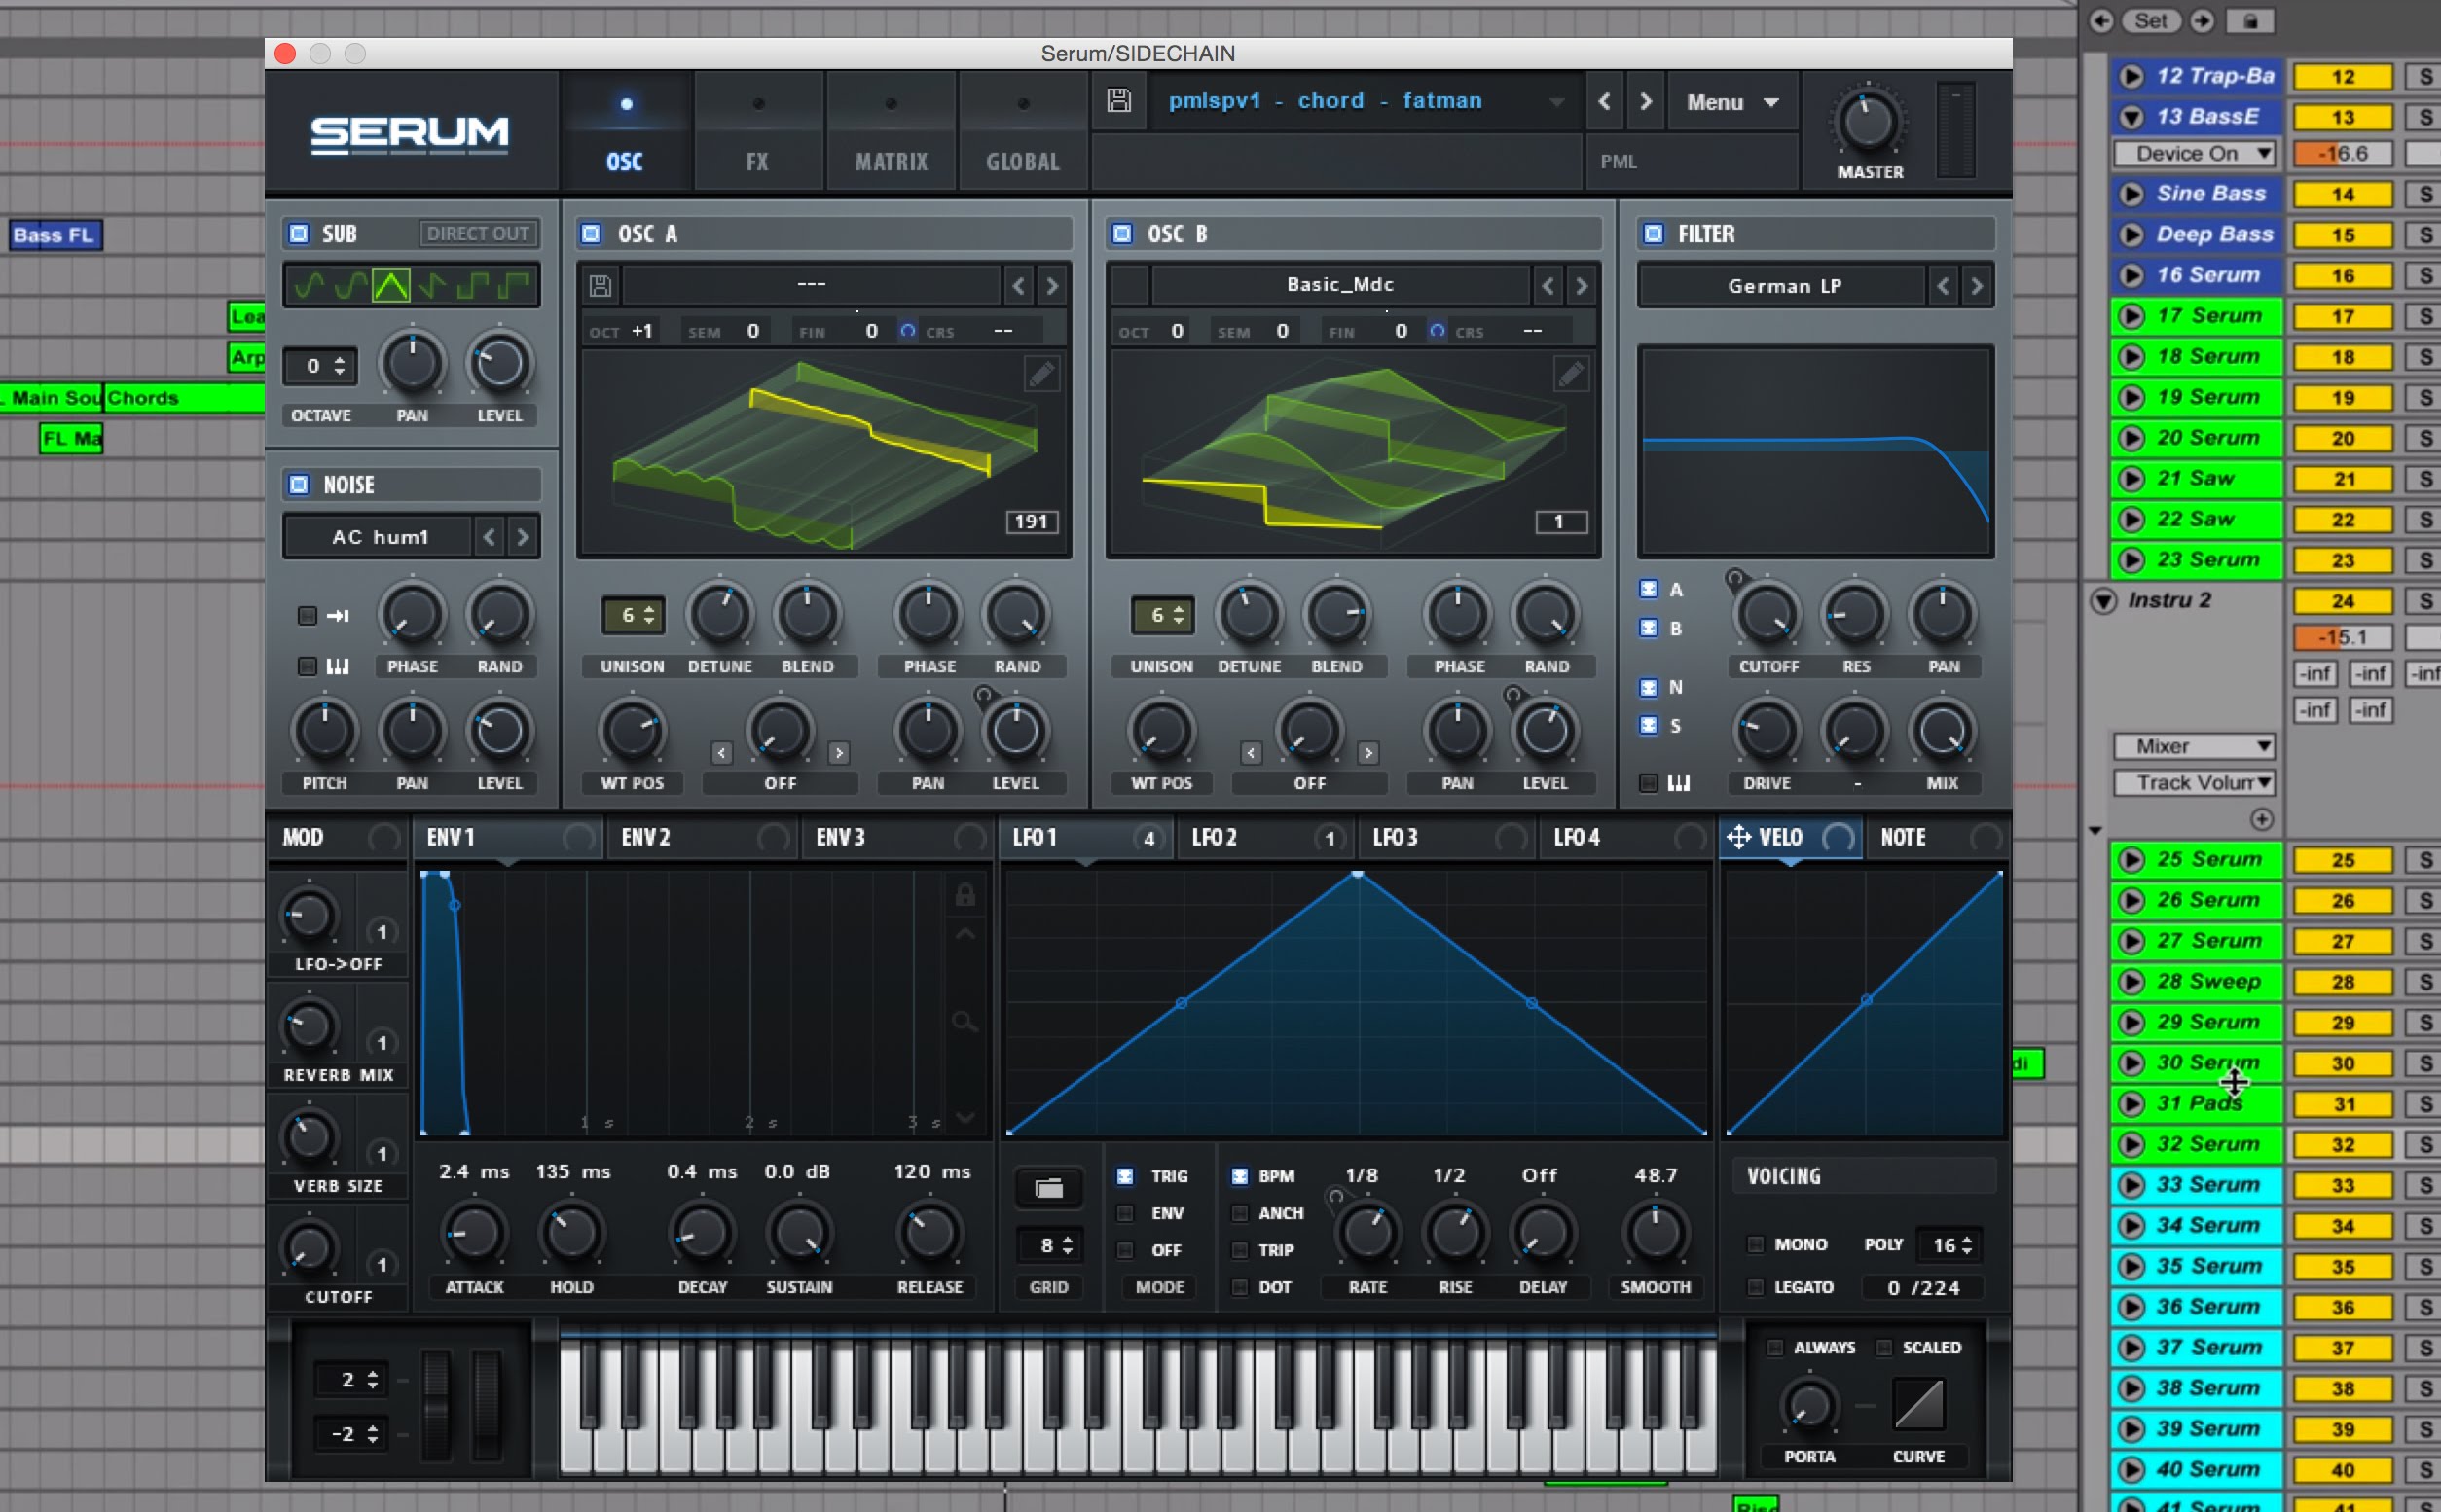 Serum/SIDECHAIN
SERUM
OSC
FX
MATRIX
GLOBAL
pmlspv1 - chord - fatman
Menu
PML
MASTER
SUB
DIRECT OUT
0
OCTAVE PAN LEVEL
NOISE
AC hum1
PHASE RAND
PITCH PAN LEVEL
OSC A
---
OCT +1 SEM 0 FIN 0 CRS --
191
6
UNISON DETUNE BLEND PHASE RAND
WT POS OFF PAN LEVEL
OSC B
Basic_Mdc
OCT 0 SEM 0 FIN 0 CRS --
1
6
UNISON DETUNE BLEND PHASE RAND
WT POS OFF PAN LEVEL
FILTER
German LP
A
B
N
S
CUTOFF RES PAN
DRIVE - MIX
MOD
1
LFO->OFF
1
REVERB MIX
1
VERB SIZE
1
CUTOFF
ENV 1 ENV 2 ENV 3
1 s 2 s 3 s
2.4 ms 135 ms 0.4 ms 0.0 dB 120 ms
ATTACK HOLD DECAY SUSTAIN RELEASE
LFO 1 4 LFO 2 1 LFO 3 LFO 4
8
GRID
TRIG
ENV
OFF
MODE
BPM
ANCH
TRIP
DOT
1/8 1/2 Off 48.7
RATE RISE DELAY SMOOTH
VELO NOTE
VOICING
MONO POLY 16
LEGATO 0 /224
2
-2
ALWAYS SCALED
PORTA CURVE
Bass FL
Lea
Arp
Main Sou
Chords
FL Ma
di
Set
12 Trap-Ba 12 S
13 BassE 13 S
Device On -16.6
Sine Bass 14 S
Deep Bass 15 S
16 Serum 16 S
17 Serum 17 S
18 Serum 18 S
19 Serum 19 S
20 Serum 20 S
21 Saw 21 S
22 Saw 22 S
23 Serum 23 S
Instru 2 24 S
-15.1
-inf -inf -inf
-inf -inf
Mixer
Track Volum
25 Serum 25 S
26 Serum 26 S
27 Serum 27 S
28 Sweep 28 S
29 Serum 29 S
30 Serum 30 S
31 Pads 31 S
32 Serum 32 S
33 Serum 33 S
34 Serum 34 S
35 Serum 35 S
36 Serum 36 S
37 Serum 37 S
38 Serum 38 S
39 Serum 39 S
40 Serum 40 S
41 Serum 41 S